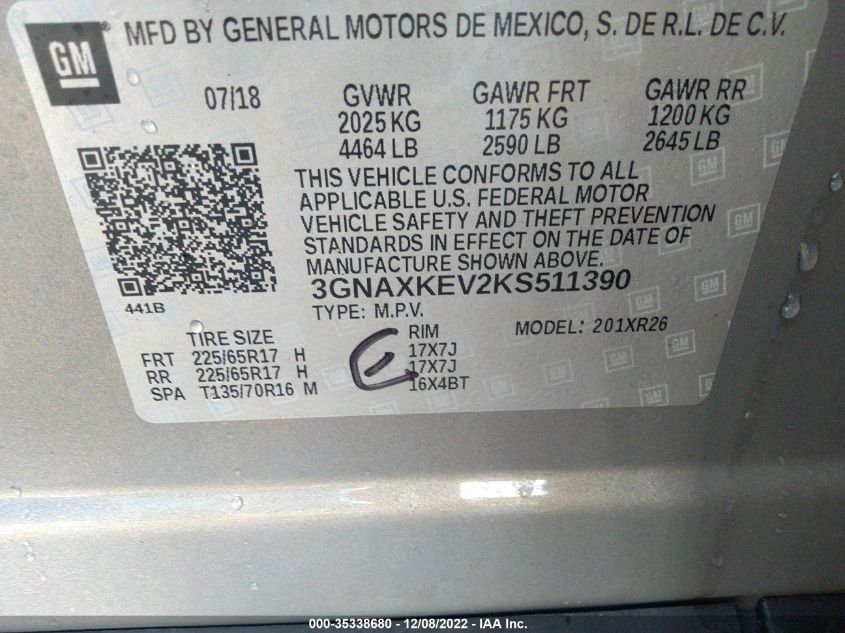 GM
MFD BY GENERAL MOTORS DE MEXICO, S. DE R.L. DE C.V.
07/18 GVWR GAWR FRT GAWR RR
2025 KG 1175 KG 1200 KG
4464 LB 2590 LB 2645 LB
THIS VEHICLE CONFORMS TO ALL
APPLICABLE U.S. FEDERAL MOTOR
VEHICLE SAFETY AND THEFT PREVENTION
STANDARDS IN EFFECT ON THE DATE OF
MANUFACTURE SHOWN ABOVE.
3GNAXKEV2KS511390
441B
TYPE: M.P.V. MODEL: 201XR26
TIRE SIZE RIM
FRT 225/65R17 H 17X7J
RR 225/65R17 H 17X7J
SPA T135/70R16 M 16X4BT
000-35338680 - 12/08/2022 - IAA Inc.